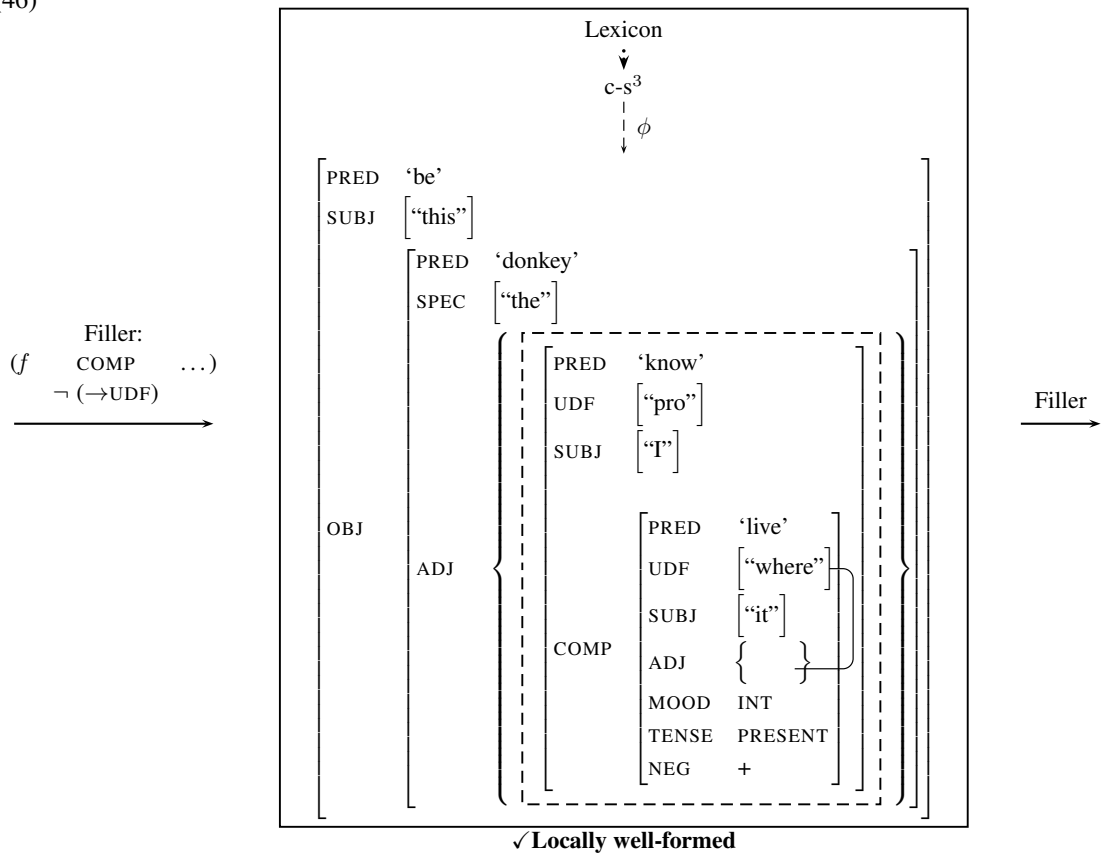 46)
Lexicon
c-s³
ϕ
PRED ‘be’
SUBJ [“this”]
PRED ‘donkey’
SPEC [“the”]
Filler:
(f COMP …)
¬ (→UDF)
PRED ‘know’
UDF [“pro”]
Filler
SUBJ [“I”]
OBJ
PRED ‘live’
ADJ
UDF [“where”]
SUBJ [“it”]
COMP
ADJ { }
MOOD INT
TENSE PRESENT
NEG +
✓Locally well-formed